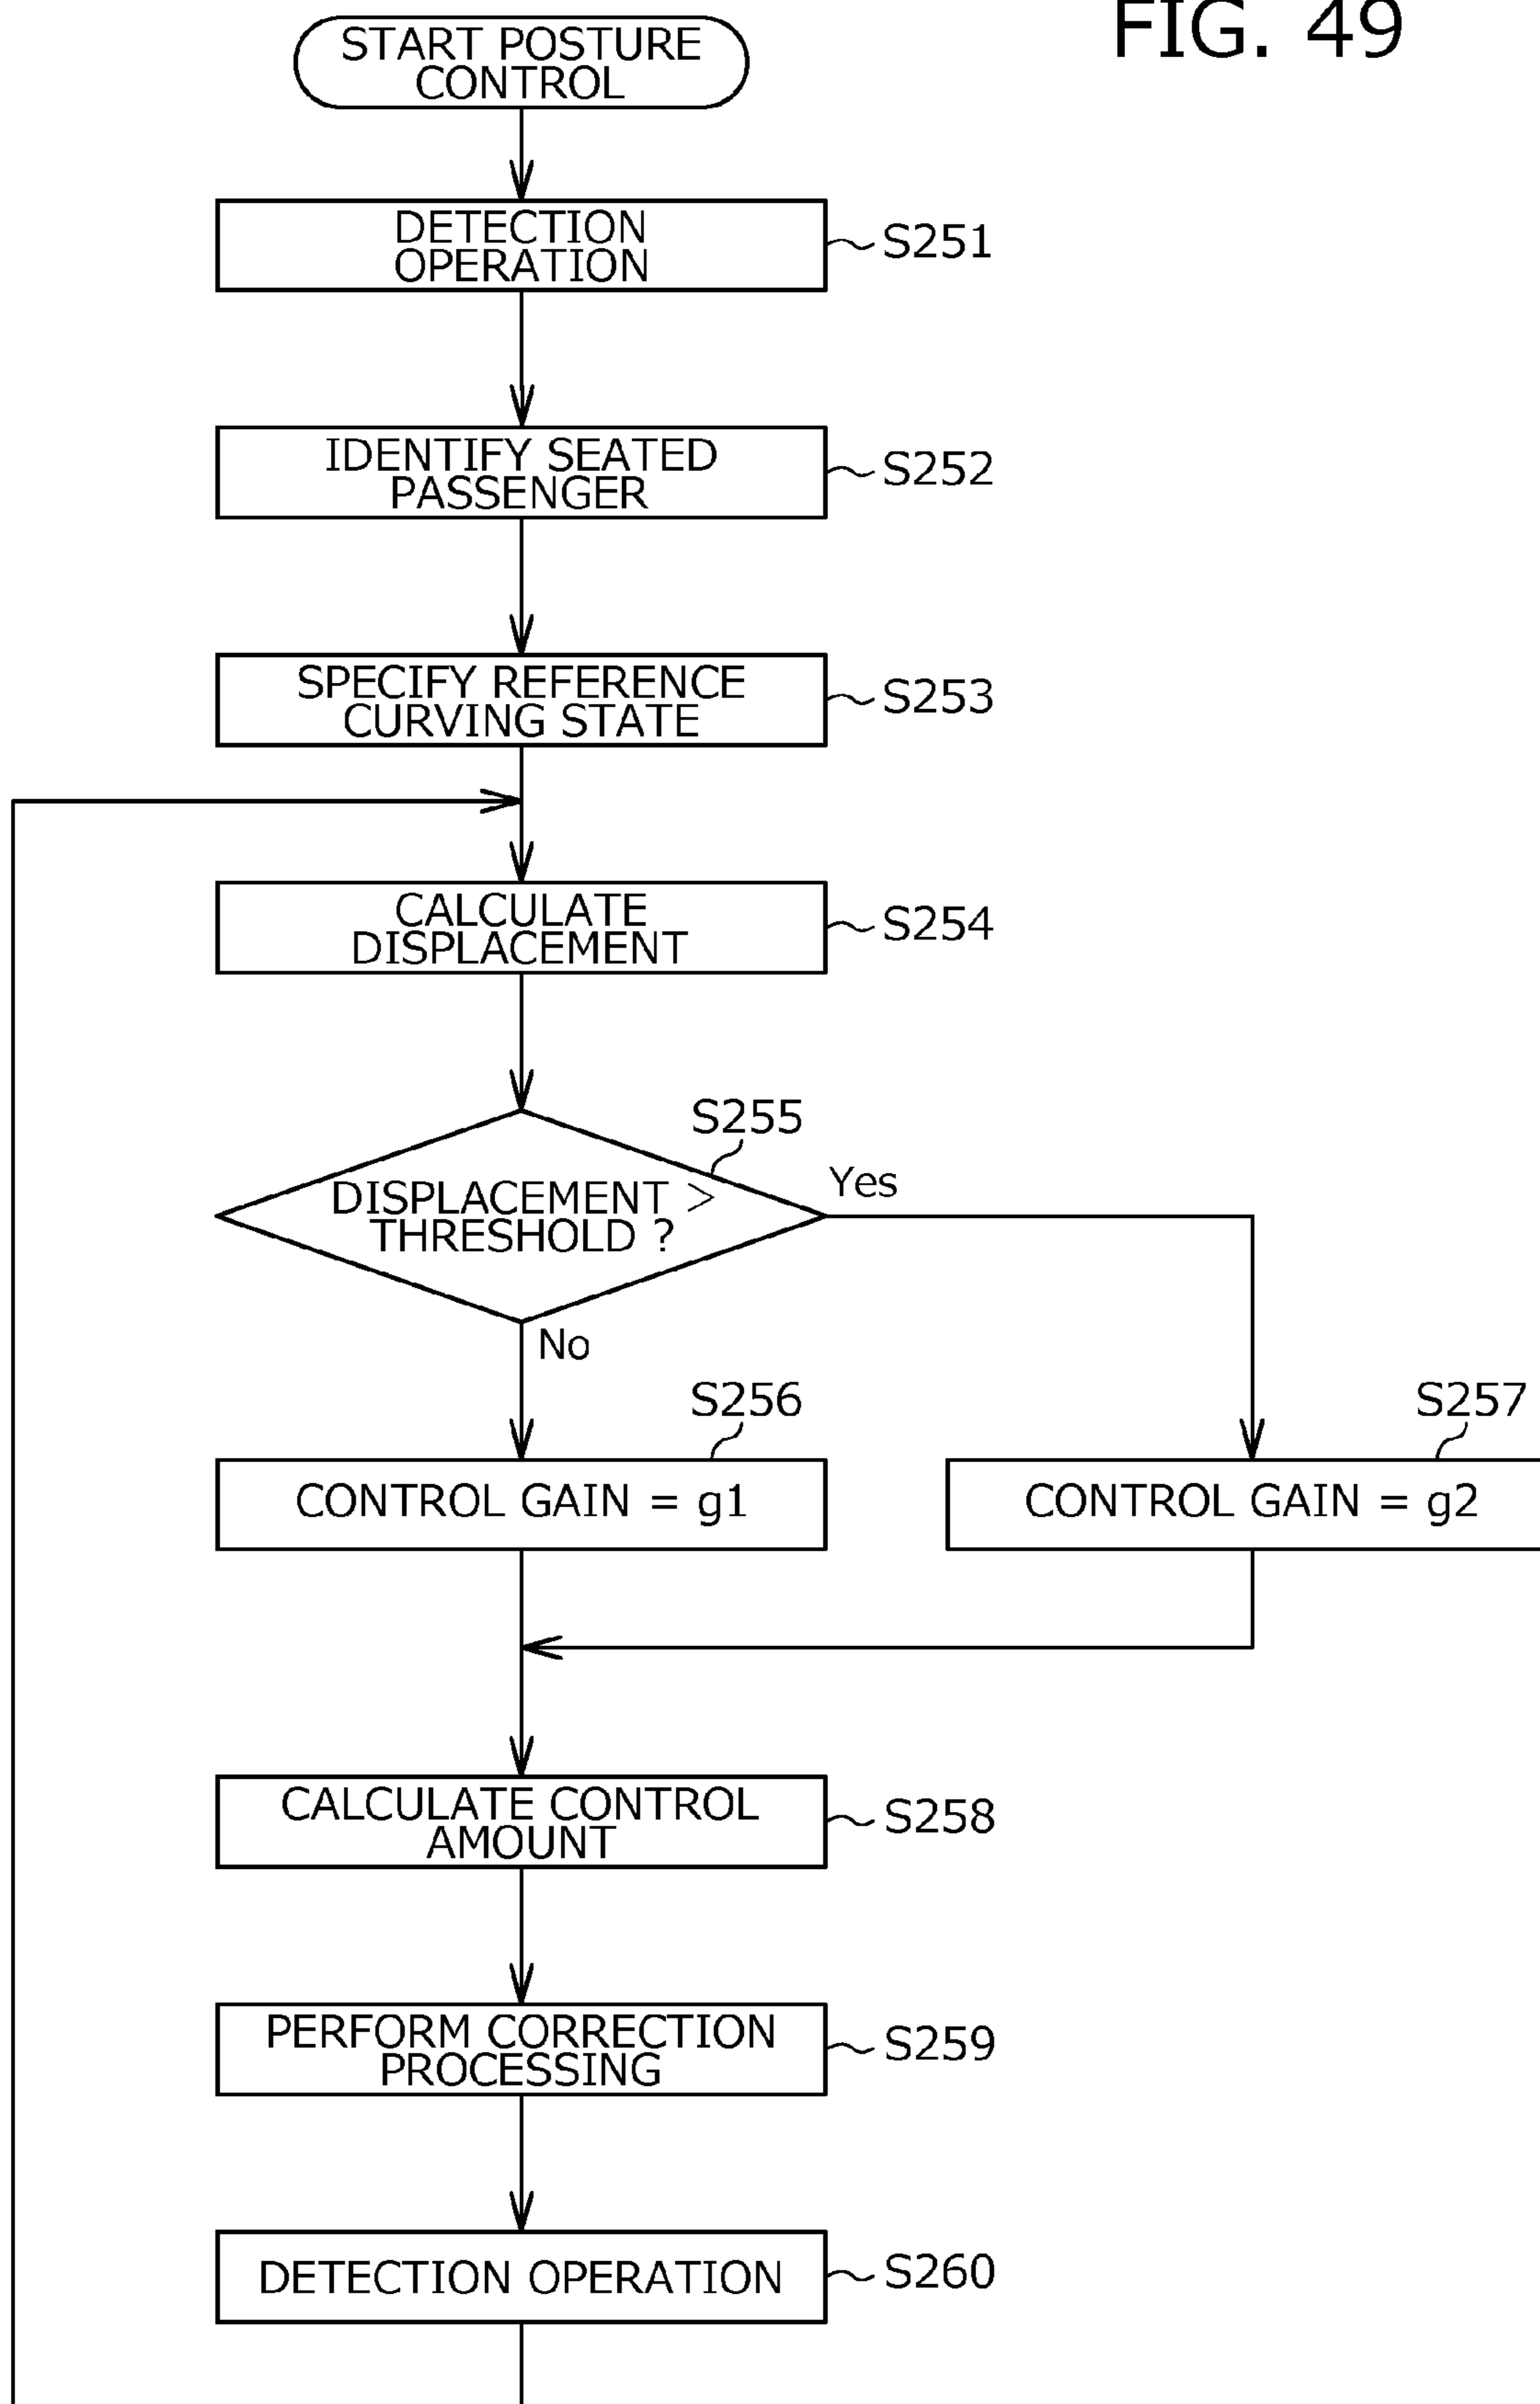 FIG. 49
START POSTURE
CONTROL
DETECTION
OPERATION
S251
IDENTIFY SEATED
PASSENGER
S252
SPECIFY REFERENCE
CURVING STATE
S253
CALCULATE
DISPLACEMENT
S254
S255
DISPLACEMENT >
THRESHOLD ?
Yes
No
S256
CONTROL GAIN = g1
S257
CONTROL GAIN = g2
CALCULATE CONTROL
AMOUNT
S258
PERFORM CORRECTION
PROCESSING
S259
DETECTION OPERATION
S260